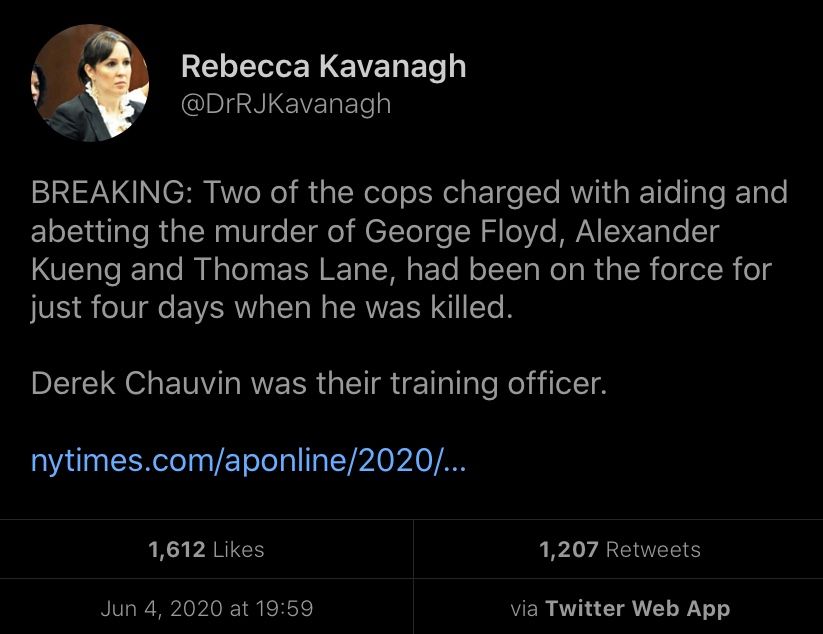 Rebecca Kavanagh
@DrRJKavanagh
BREAKING: Two of the cops charged with aiding and
abetting the murder of George Floyd, Alexander
Kueng and Thomas Lane, had been on the force for
just four days when he was killed.
Derek Chauvin was their training officer.
nytimes.com/aponline/2020/...
1,612 Likes
1,207 Retweets
Jun 4, 2020 at 19:59
via Twitter Web App